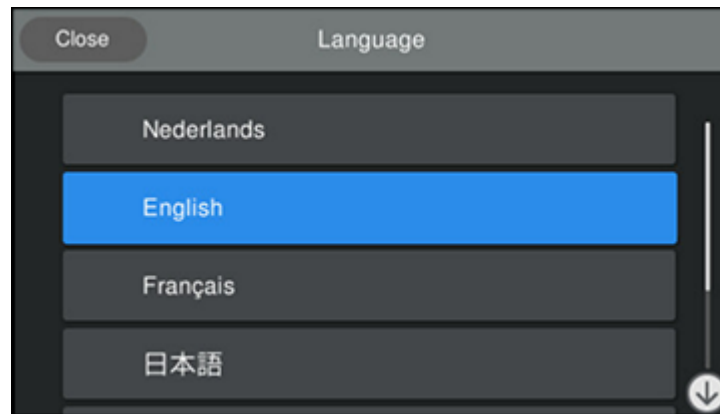 Close
Language
Nederlands
English
Français
日本語